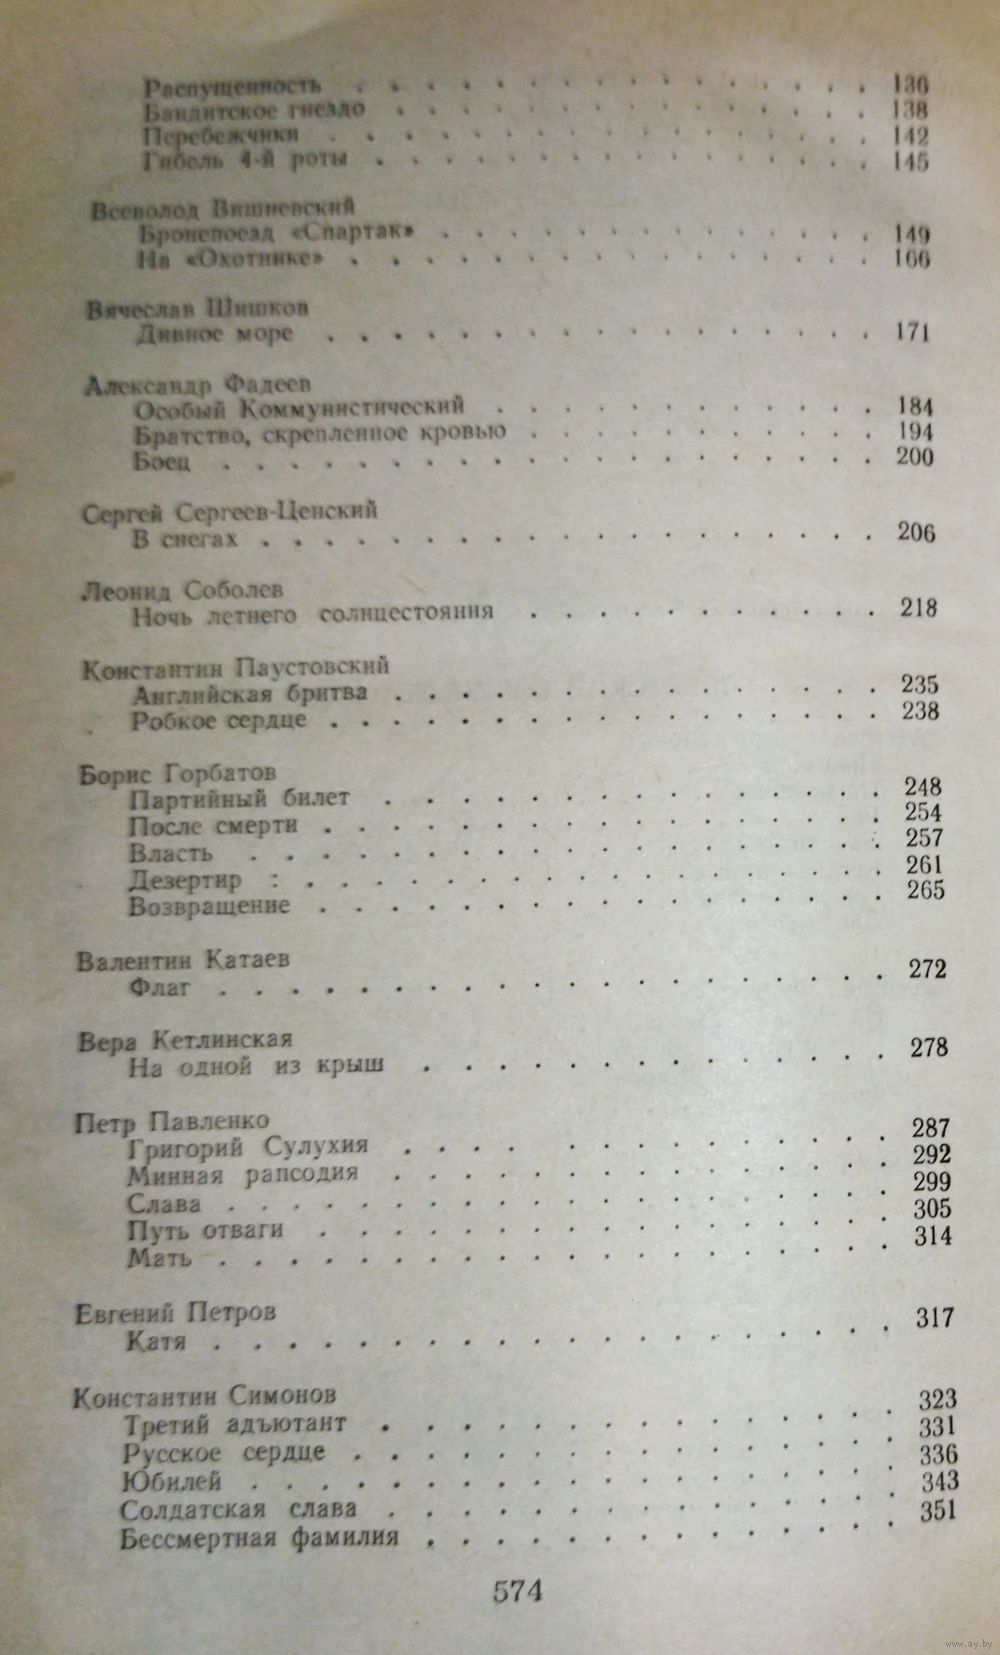 Распущенность . . . . . . . . . . . . . . . 130
Бандитское гнездо . . . . . . . . . . . . . . 138
Перебежчики . . . . . . . . . . . . . . . 142
Гибель 4-й роты . . . . . . . . . . . . . . 145
Всеволод Вишневский
Бронепоезд «Спартак» . . . . . . . . . . . . . 149
На «Охотнике» . . . . . . . . . . . . . . . 166
Вячеслав Шишков
Дивное море . . . . . . . . . . . . . . . . 171
Александр Фадеев
Особый Коммунистический . . . . . . . . . . . . 184
Братство, скрепленное кровью . . . . . . . . . . . 194
Боец . . . . . . . . . . . . . . . . . . . 200
Сергей Сергеев-Ценский
В снегах . . . . . . . . . . . . . . . . . . 206
Леонид Соболев
Ночь летнего солнцестояния . . . . . . . . . . . 218
Константин Паустовский
Английская бритва . . . . . . . . . . . . . . . 235
Робкое сердце . . . . . . . . . . . . . . . . . 238
Борис Горбатов
Партийный билет . . . . . . . . . . . . . . . 248
После смерти . . . . . . . . . . . . . . . . . 254
Власть . . . . . . . . . . . . . . . . . . . 257
Дезертир : . . . . . . . . . . . . . . . . . 261
Возвращение . . . . . . . . . . . . . . . . . 265
Валентин Катаев
Флаг . . . . . . . . . . . . . . . . . . . . 272
Вера Кетлинская
На одной из крыш . . . . . . . . . . . . . . 278
Петр Павленко
Григорий Сулухия . . . . . . . . . . . . . . 287
Минная рапсодия . . . . . . . . . . . . . . . 292
Слава . . . . . . . . . . . . . . . . . . . 299
Путь отваги . . . . . . . . . . . . . . . . . 305
Мать . . . . . . . . . . . . . . . . . . . . 314
Евгений Петров
Катя . . . . . . . . . . . . . . . . . . . . 317
Константин Симонов
Третий адъютант . . . . . . . . . . . . . . . 323
Русское сердце . . . . . . . . . . . . . . . . 331
Юбилей . . . . . . . . . . . . . . . . . . . 336
Солдатская слава . . . . . . . . . . . . . . . 343
Бессмертная фамилия . . . . . . . . . . . . . . 351
574
www.ay.by